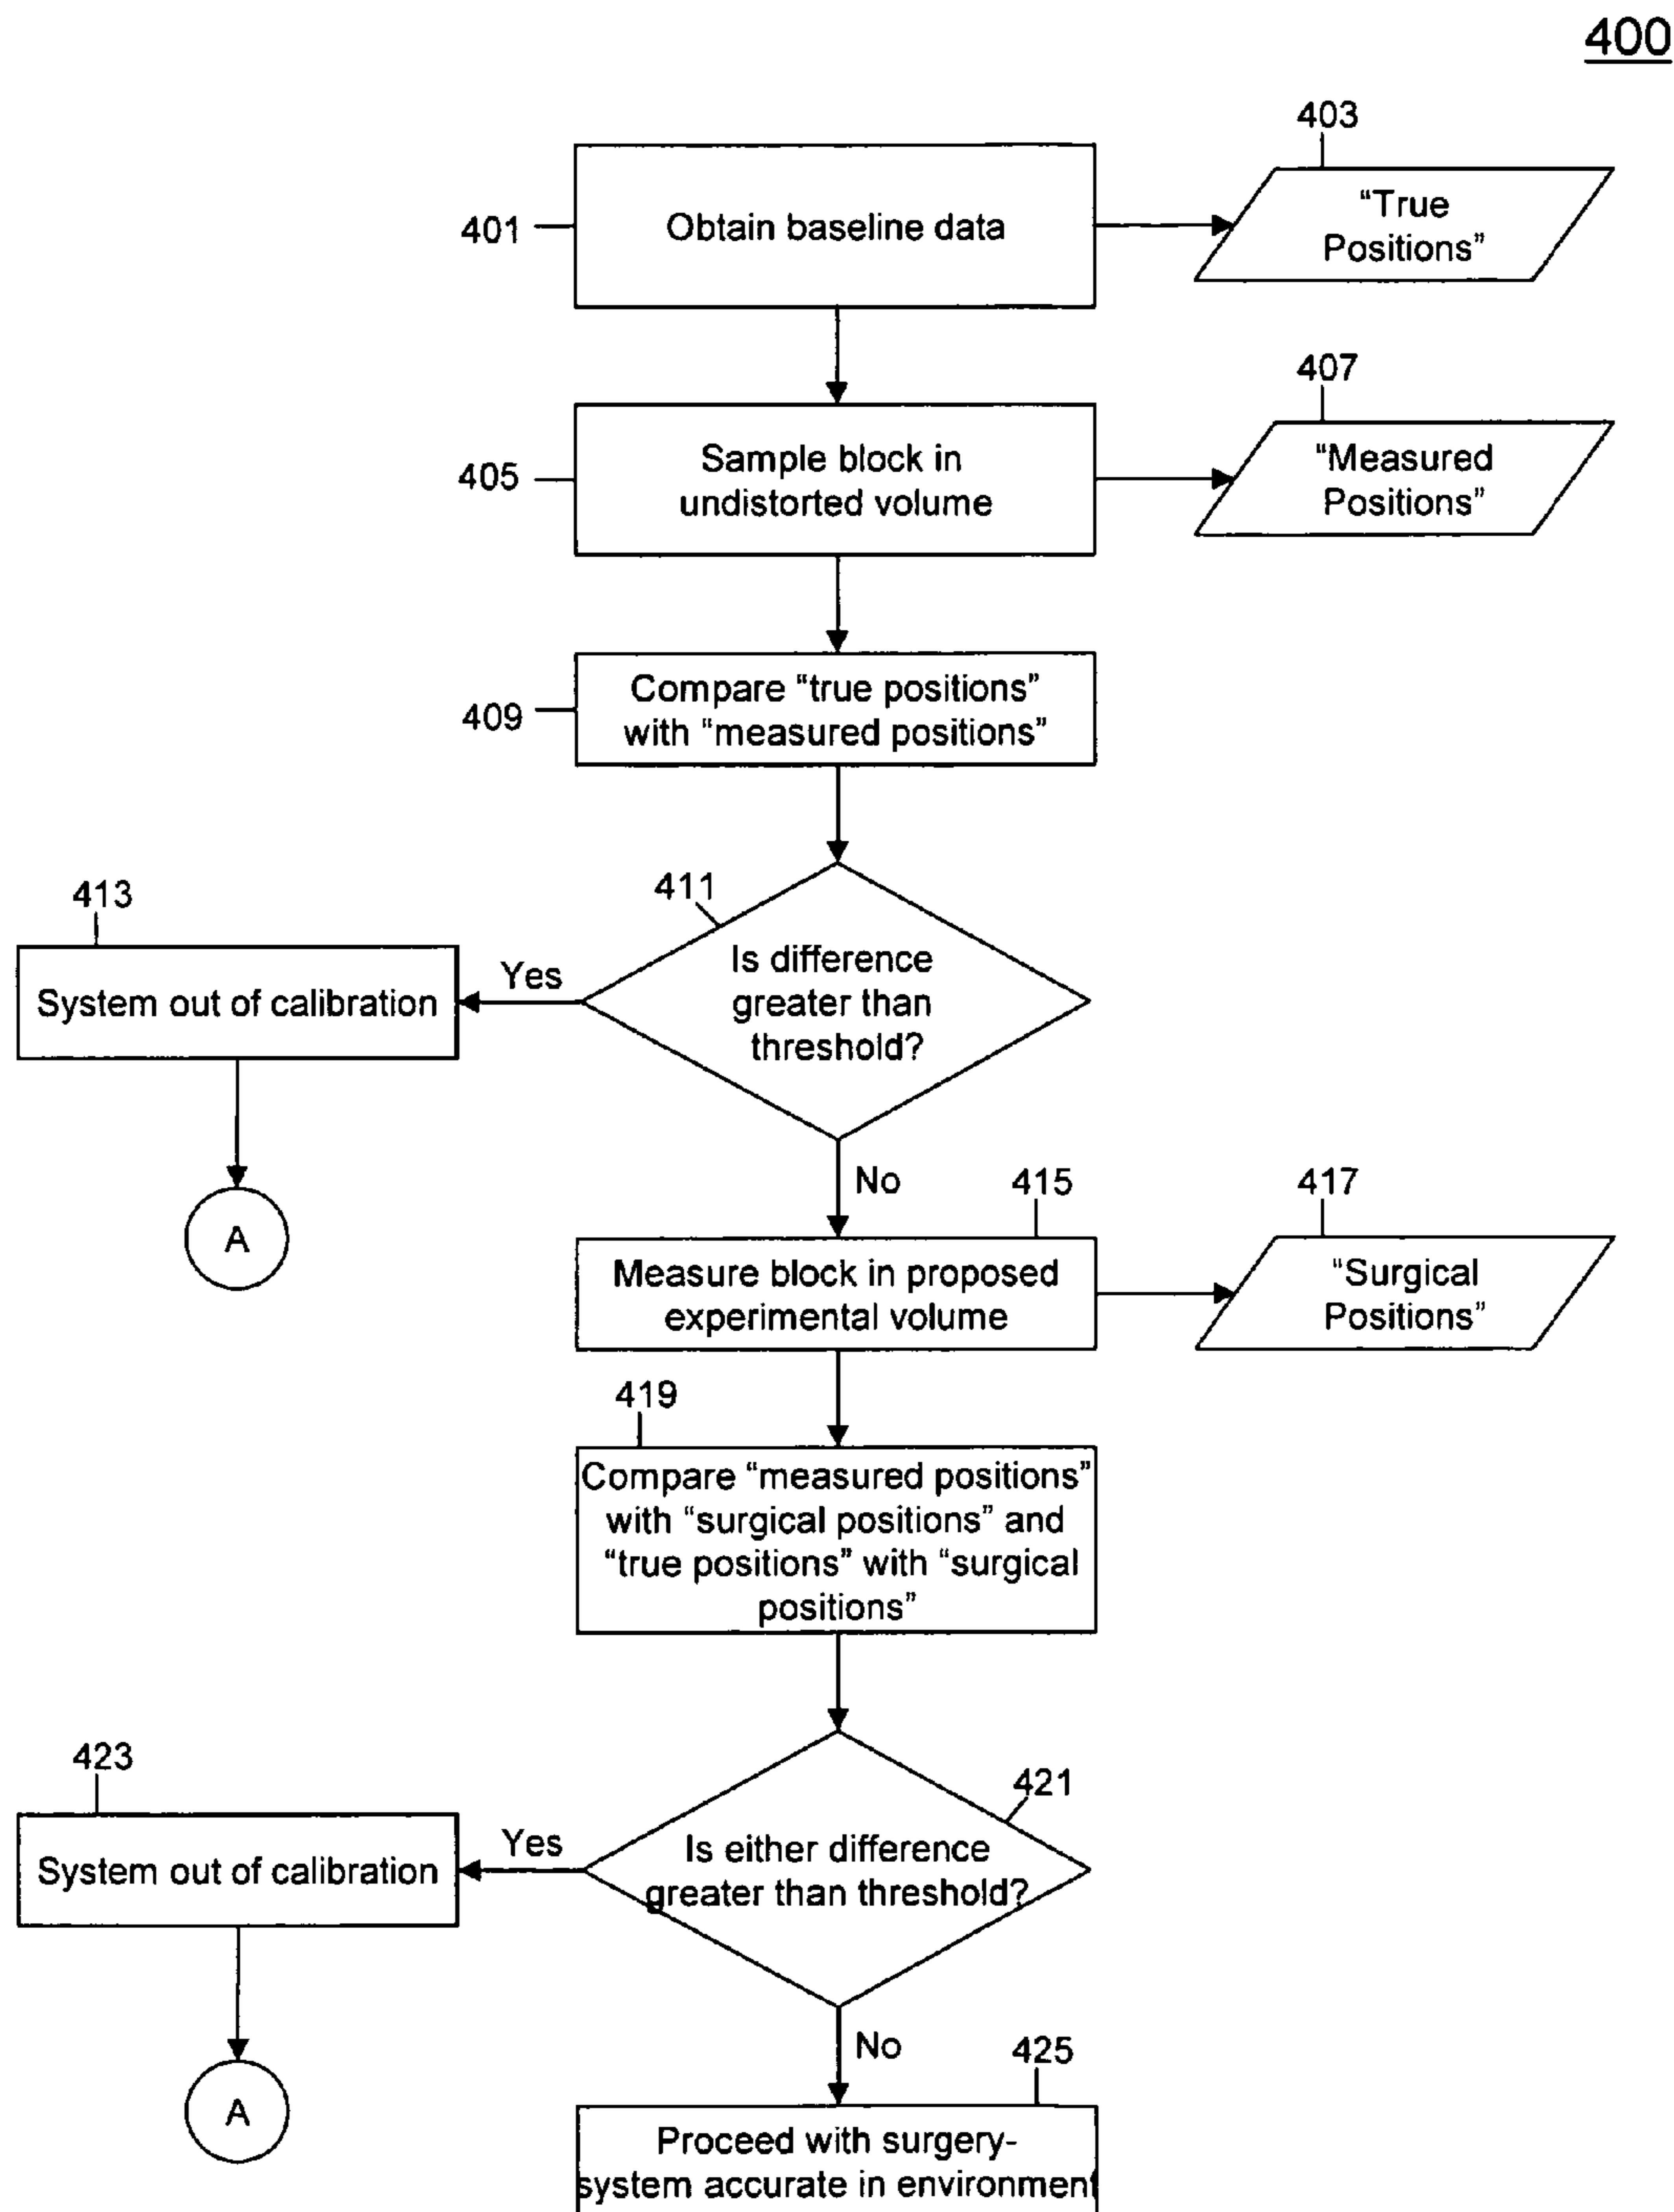 400
403
401
Obtain baseline data
“True
Positions”
407
405
Sample block in
undistorted volume
“Measured
Positions”
409
Compare “true positions”
with “measured positions”
411
413
Is difference
greater than
threshold?
Yes
System out of calibration
A
No
415
417
Measure block in proposed
experimental volume
“Surgical
Positions”
419
Compare “measured positions”
with “surgical positions” and
“true positions” with “surgical
positions”
421
423
Is either difference
greater than threshold?
Yes
System out of calibration
A
No
425
Proceed with surgery-
system accurate in environment